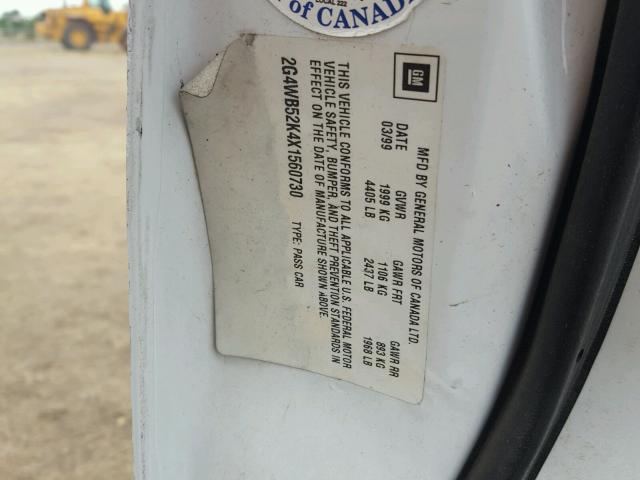 LOCAL 222
of CANADA
GM
MFD BY GENERAL MOTORS OF CANADA LTD.
DATE GVWR GAWR FRT GAWR RR
03/99 1999 KG 1106 KG 893 KG
4405 LB 2437 LB 1968 LB
THIS VEHICLE CONFORMS TO ALL APPLICABLE U.S. FEDERAL MOTOR
VEHICLE SAFETY, BUMPER, AND THEFT PREVENTION STANDARDS IN
EFFECT ON THE DATE OF MANUFACTURE SHOWN ABOVE.
2G4WB52K4X1560730 TYPE: PASS CAR